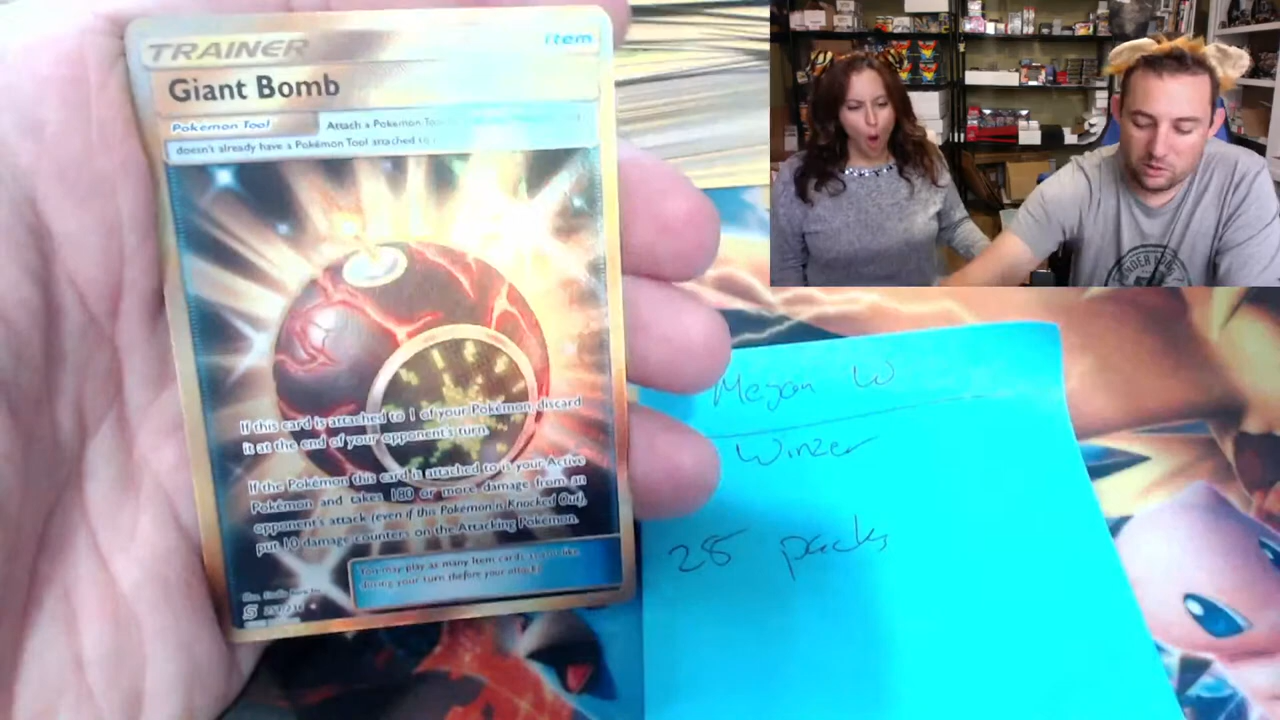 TRAINER
Item
Giant Bomb
Pokémon Tool
Attach a Pokémon Tool
doesn't already have a Pokémon Tool attached to
If this card is attached to 1 of your Pokémon, discard
it at the end of your opponent's turn.
If the Pokémon this card is attached to is your Active
Pokémon and takes 180 or more damage from an
opponent's attack (even if this Pokémon is Knocked Out),
put 10 damage counters on the Attacking Pokémon.
You may play as many Item cards as you like
during your turn (before your attack).
Megan W
Winzer
28 packs